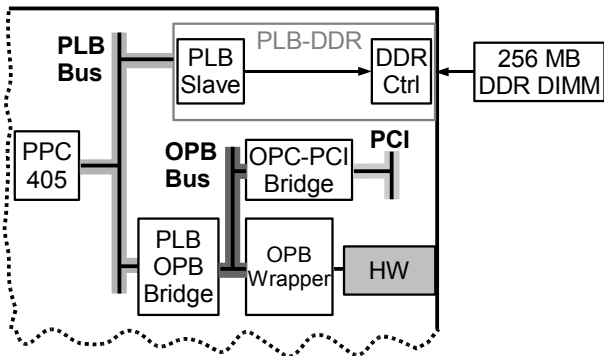 PLB-DDR
PLB
Bus
PLB
Slave
DDR
Ctrl
256 MB
DDR DIMM
PPC
405
OPB
Bus
OPC-PCI
Bridge
PCI
PLB
OPB
Bridge
OPB
Wrapper
HW